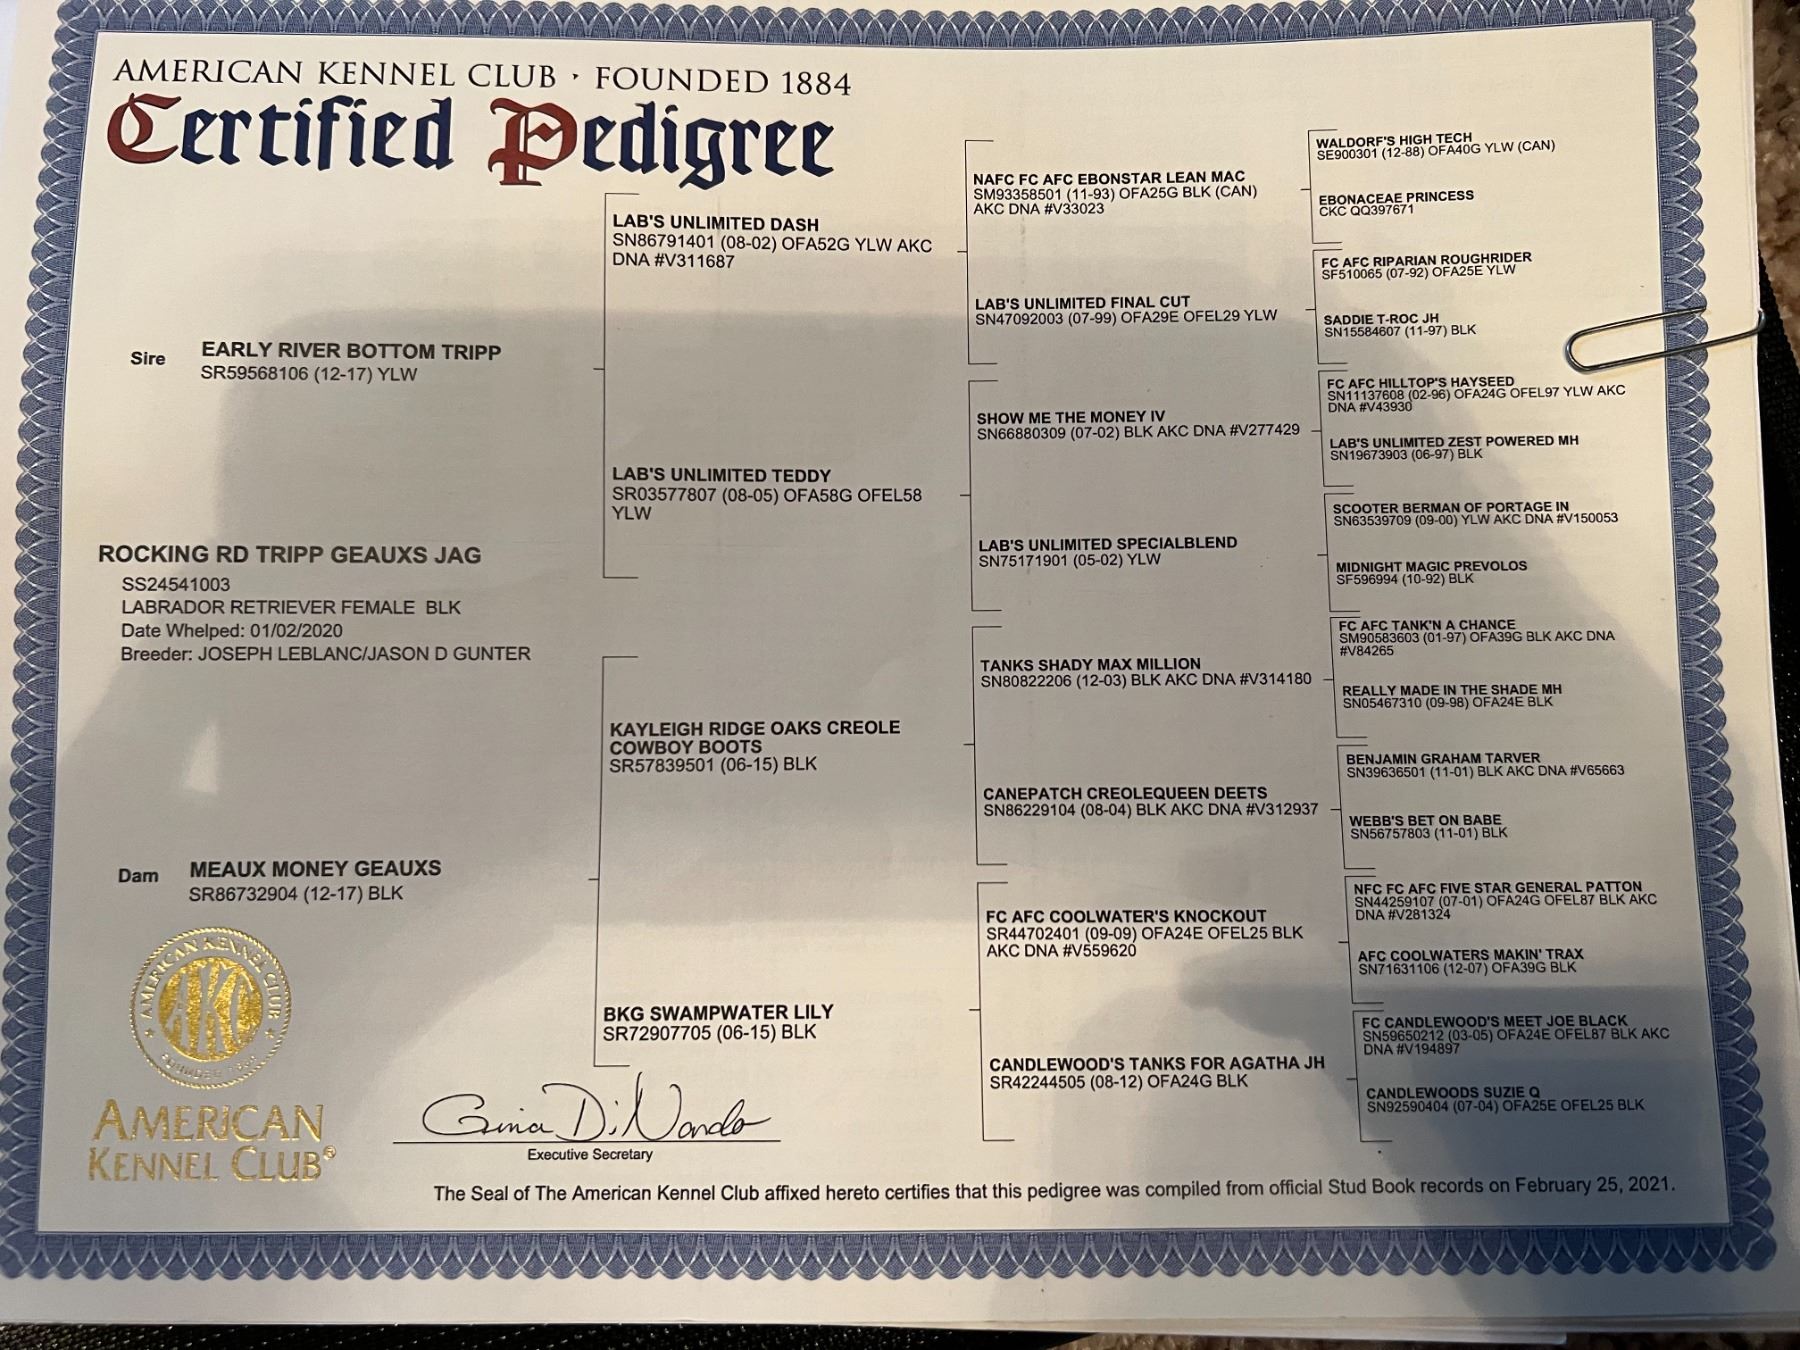 AMERICAN KENNEL CLUB · FOUNDED 1884
Certified Pedigree
Sire
EARLY RIVER BOTTOM TRIPP
SR59568106 (12-17) YLW
ROCKING RD TRIPP GEAUXS JAG
SS24541003
LABRADOR RETRIEVER FEMALE BLK
Date Whelped: 01/02/2020
Breeder: JOSEPH LEBLANC/JASON D GUNTER
Dam
MEAUX MONEY GEAUXS
SR86732904 (12-17) BLK
LAB'S UNLIMITED DASH
SN86791401 (08-02) OFA52G YLW AKC
DNA #V311687
LAB'S UNLIMITED TEDDY
SR03577807 (08-05) OFA58G OFEL58
YLW
KAYLEIGH RIDGE OAKS CREOLE
COWBOY BOOTS
SR57839501 (06-15) BLK
BKG SWAMPWATER LILY
SR72907705 (06-15) BLK
NAFC FC AFC EBONSTAR LEAN MAC
SM93358501 (11-93) OFA25G BLK (CAN)
AKC DNA #V33023
LAB'S UNLIMITED FINAL CUT
SN47092003 (07-99) OFA29E OFEL29 YLW
SHOW ME THE MONEY IV
SN66880309 (07-02) BLK AKC DNA #V277429
LAB'S UNLIMITED SPECIALBLEND
SN75171901 (05-02) YLW
TANKS SHADY MAX MILLION
SN80822206 (12-03) BLK AKC DNA #V314180
CANEPATCH CREOLEQUEEN DEETS
SN86229104 (08-04) BLK AKC DNA #V312937
FC AFC COOLWATER'S KNOCKOUT
SR44702401 (09-09) OFA24E OFEL25 BLK
AKC DNA #V559620
CANDLEWOOD'S TANKS FOR AGATHA JH
SR42244505 (08-12) OFA24G BLK
WALDORF'S HIGH TECH
SE900301 (12-88) OFA40G YLW (CAN)
EBONACEAE PRINCESS
CKC QQ397671
FC AFC RIPARIAN ROUGHRIDER
SF510065 (07-92) OFA25E YLW
SADDIE T-ROC JH
SN15584607 (11-97) BLK
FC AFC HILLTOP'S HAYSEED
SN11137608 (02-96) OFA24G OFEL97 YLW AKC
DNA #V43930
LAB'S UNLIMITED ZEST POWERED MH
SN19673903 (06-97) BLK
SCOOTER BERMAN OF PORTAGE IN
SN63539709 (09-00) YLW AKC DNA #V150053
MIDNIGHT MAGIC PREVOLOS
SF596994 (10-92) BLK
FC AFC TANK'N A CHANCE
SM90583603 (01-97) OFA39G BLK AKC DNA
#V84265
REALLY MADE IN THE SHADE MH
SN05467310 (09-98) OFA24E BLK
BENJAMIN GRAHAM TARVER
SN39636501 (11-01) BLK AKC DNA #V65663
WEBB'S BET ON BABE
SN56757803 (11-01) BLK
NFC FC AFC FIVE STAR GENERAL PATTON
SN44259107 (07-01) OFA24G OFEL87 BLK AKC
DNA #V281324
AFC COOLWATERS MAKIN' TRAX
SN71631106 (12-07) OFA39G BLK
FC CANDLEWOOD'S MEET JOE BLACK
SN59650212 (03-05) OFA24E OFEL87 BLK AKC
DNA #V194897
CANDLEWOODS SUZIE Q
SN92590404 (07-04) OFA25E OFEL25 BLK
AMERICAN KENNEL CLUB
AKC
AMERICAN
KENNEL CLUB®
Gina DiNardo
Executive Secretary
The Seal of The American Kennel Club affixed hereto certifies that this pedigree was compiled from official Stud Book records on February 25, 2021.